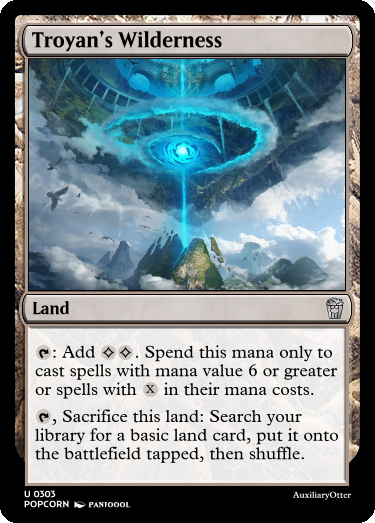 Troyan's Wilderness
Land
: Add . Spend this mana only to
cast spells with mana value 6 or greater
or spells with X in their mana costs.
, Sacrifice this land: Search your
library for a basic land card, put it onto
the battlefield tapped, then shuffle.
U 0303
POPCORN PANIOOOL
AuxiliaryOtter